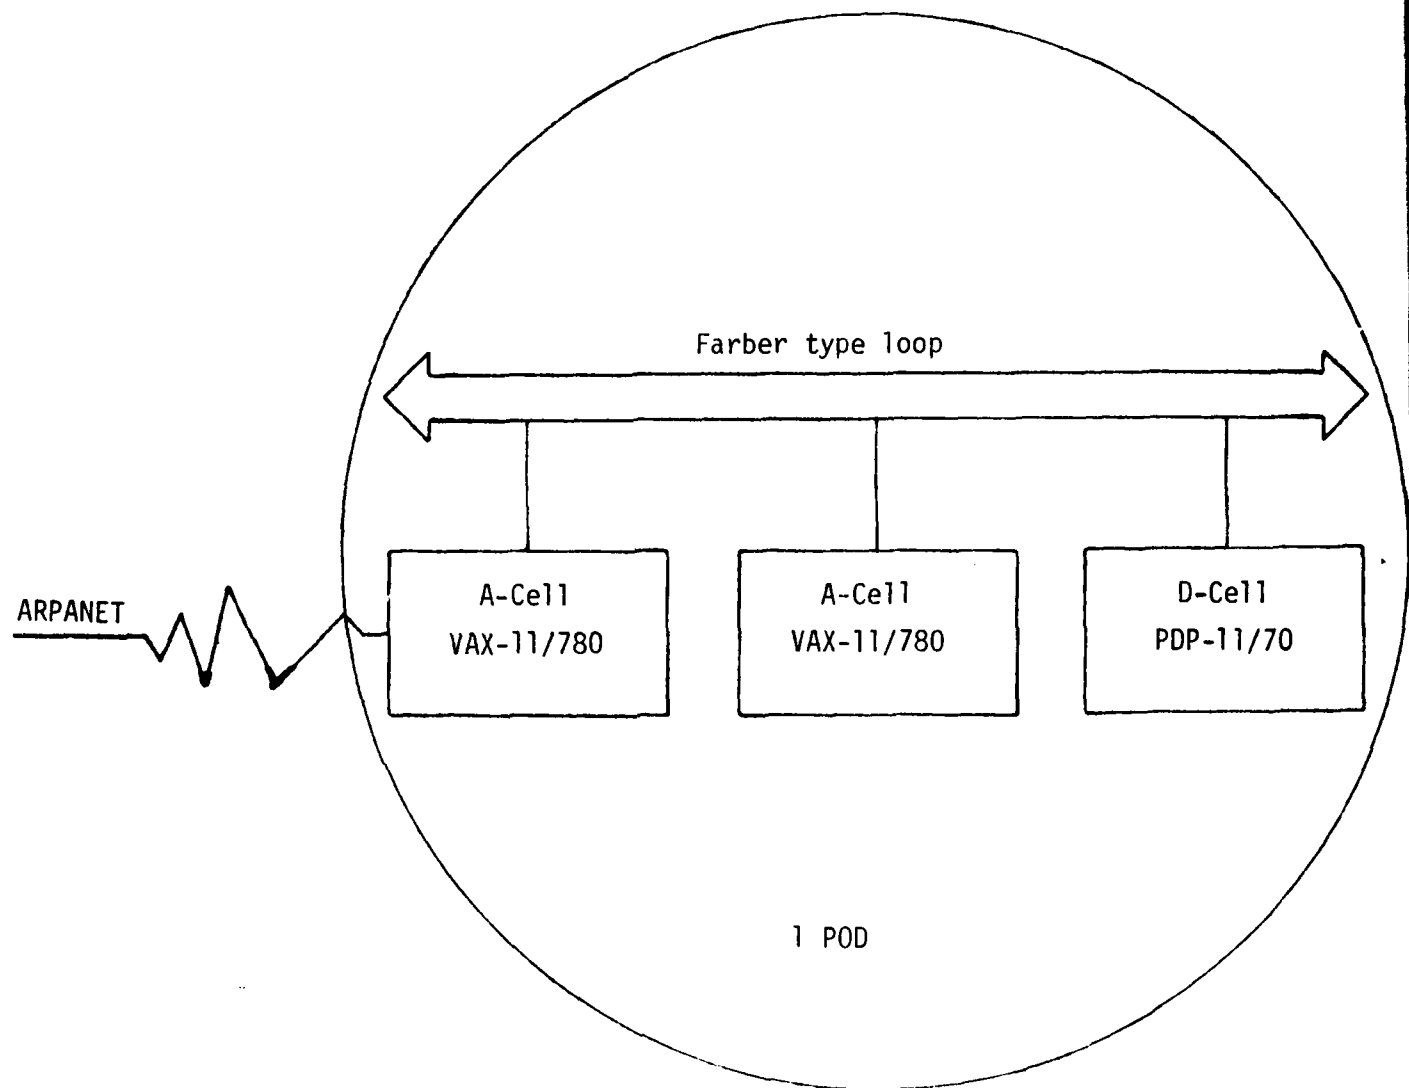 Farber type loop
ARPANET
A-Cell
VAX-11/780
A-Cell
VAX-11/780
D-Cell
PDP-11/70
1 POD